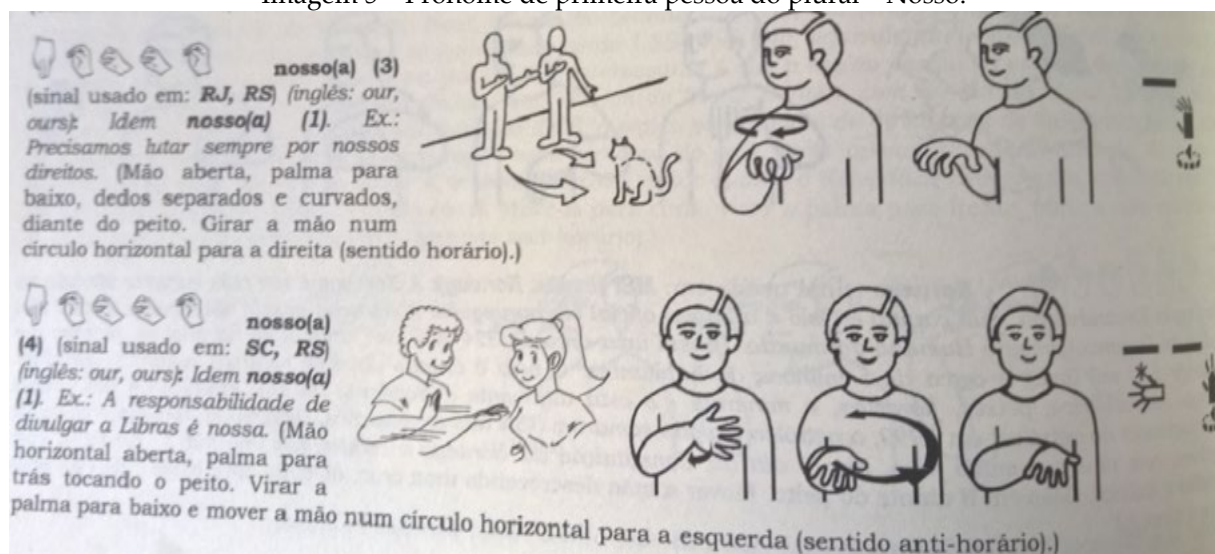 Imagem 3 – Pronome de primeira pessoa do plural – Nosso.
nosso(a) (3)
(sinal usado em: RJ, RS) (inglês: our,
ours): Idem nosso(a) (1). Ex.:
Precisamos lutar sempre por nossos
direitos. (Mão aberta, palma para
baixo, dedos separados e curvados,
diante do peito. Girar a mão num
círculo horizontal para a direita (sentido horário).)
nosso(a)
(4) (sinal usado em: SC, RS)
(inglês: our, ours): Idem nosso(a)
(1). Ex.: A responsabilidade de
divulgar a Libras é nossa. (Mão
horizontal aberta, palma para
trás tocando o peito. Virar a
palma para baixo e mover a mão num círculo horizontal para a esquerda (sentido anti-horário).)